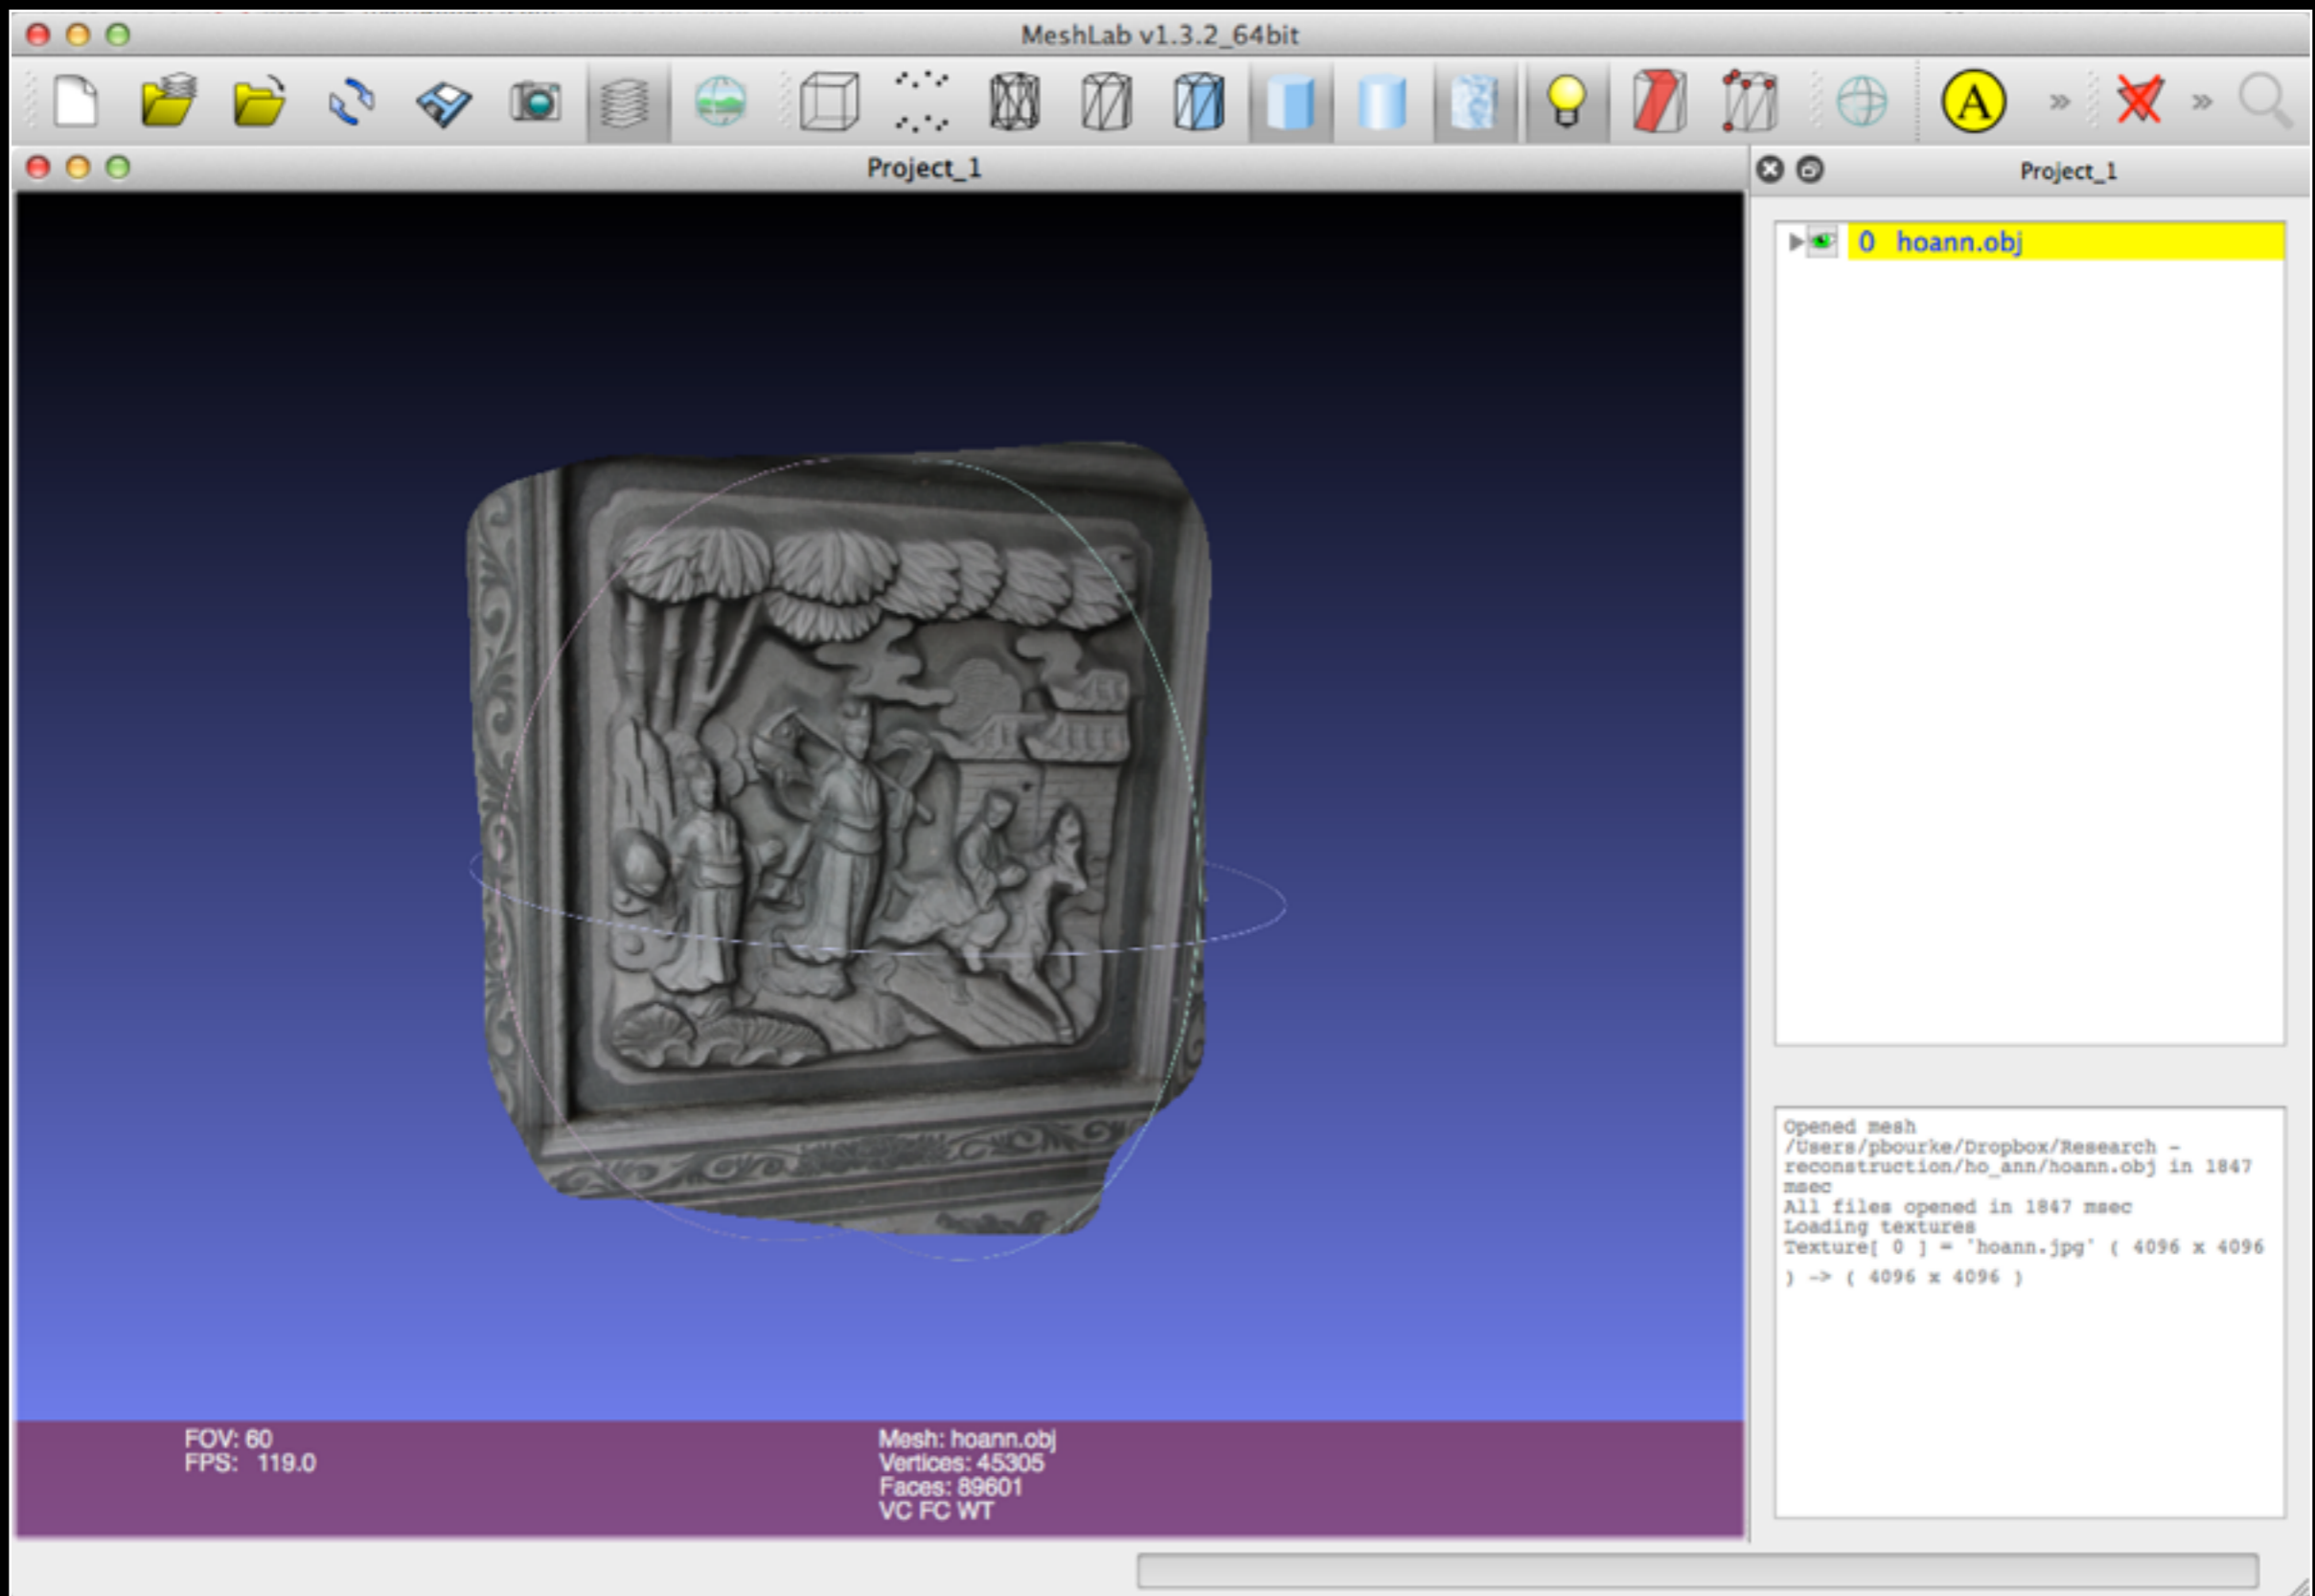 MeshLab v1.3.2_64bit
A
Project_1
Project_1
0 hoann.obj
Opened mesh
/Users/pbourke/Dropbox/Research -
reconstruction/ho_ann/hoann.obj in 1847
msec
All files opened in 1847 msec
Loading textures
Texture[ 0 ] = 'hoann.jpg' ( 4096 x 4096
) -> ( 4096 x 4096 )
FOV: 60
FPS: 119.0
Mesh: hoann.obj
Vertices: 45305
Faces: 89601
VC FC WT